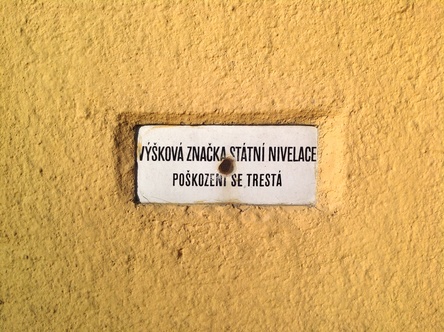 VÝŠKOVÁ ZNAČKA STÁTNÍ NIVELACE
POŠKOZENÍ SE TRESTÁ